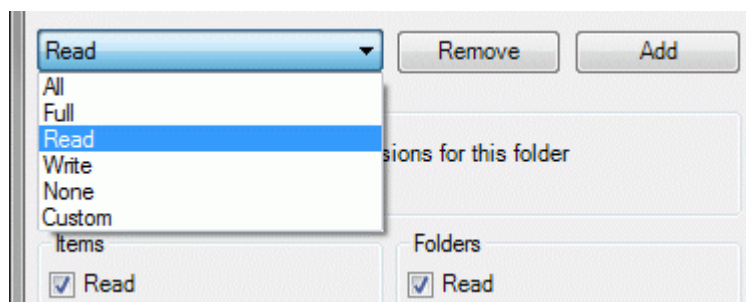 Read Remove Add
All
Full
Read
Write
sions for this folder
None
Custom
Items Folders
Read Read